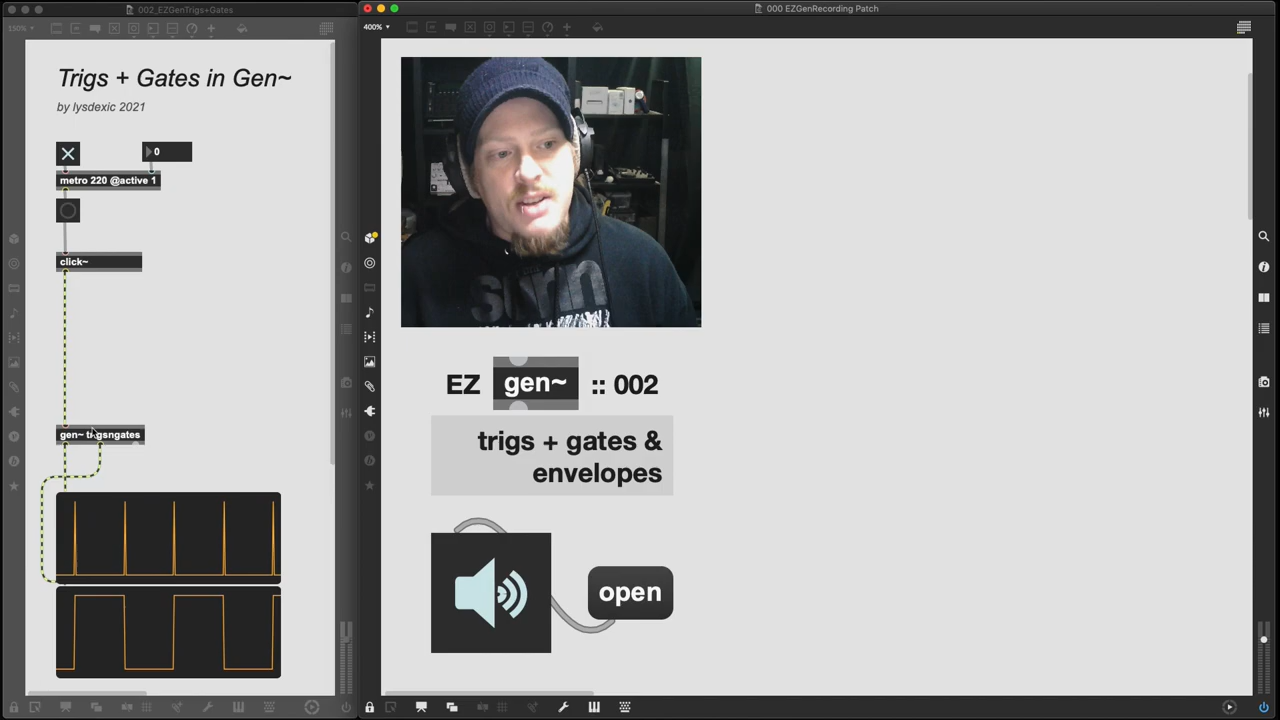 002_EZGenTrigs+Gates
000 EZGenRecording Patch
150%
400%
Trigs + Gates in Gen~
by lysdexic 2021
0
metro 220 @active 1
click~
gen~ trigsngates
EZ gen~ :: 002
trigs + gates &
envelopes
open